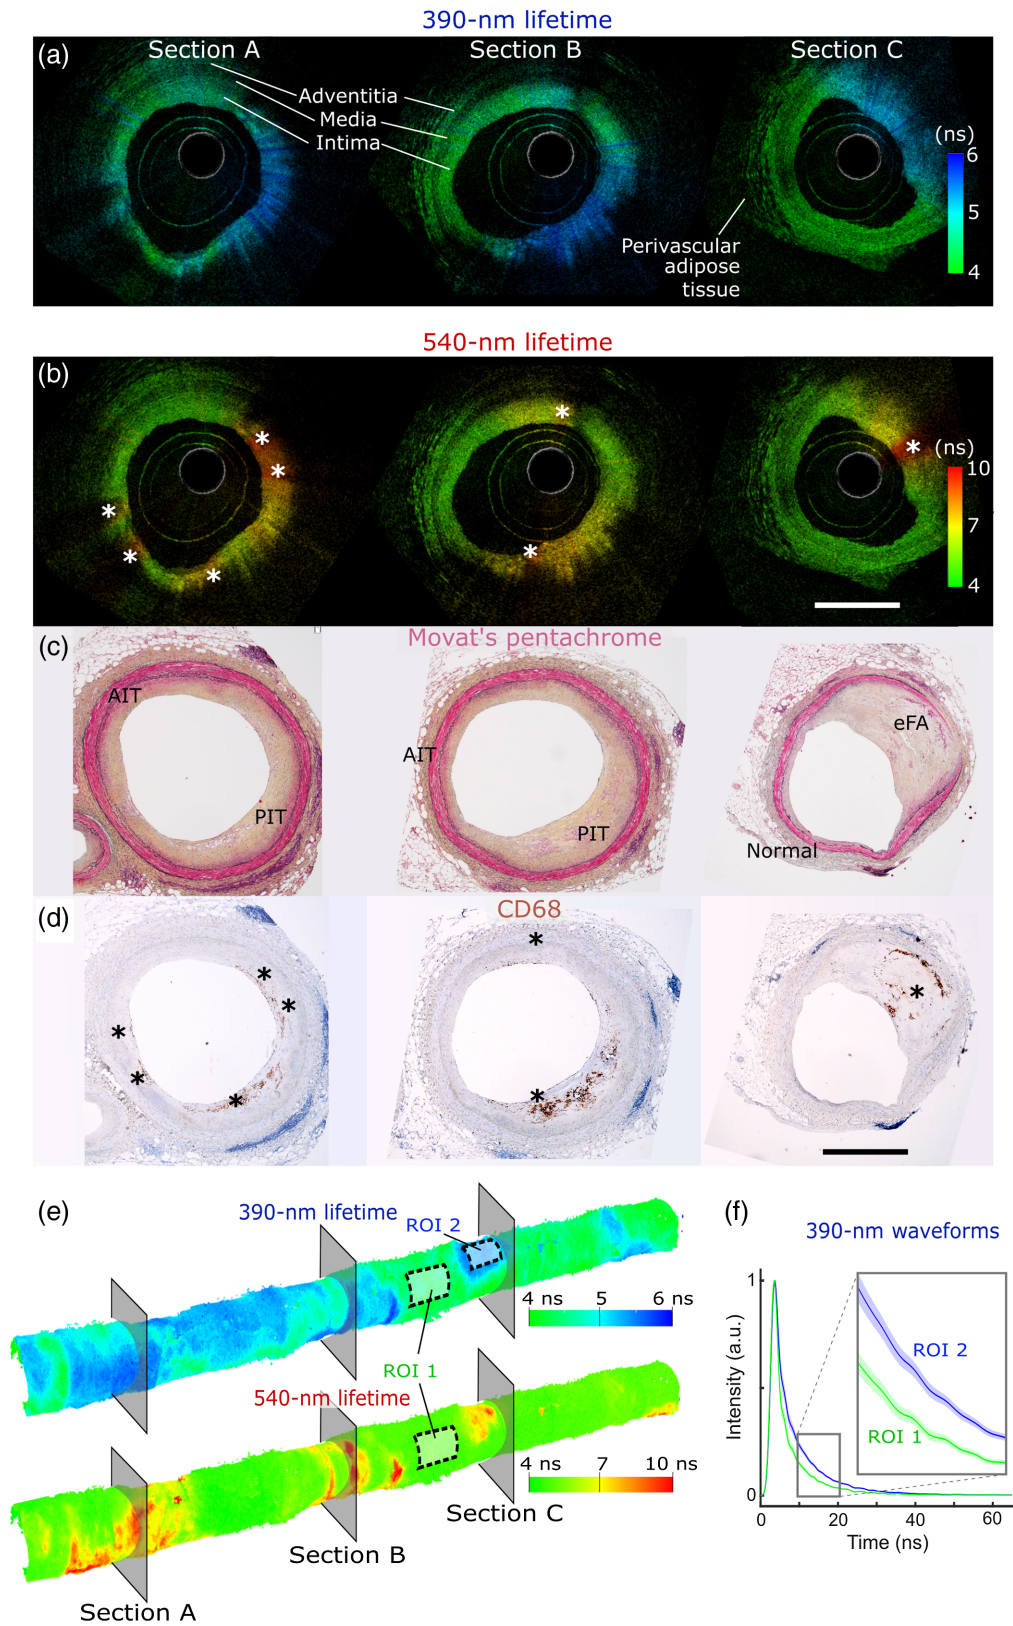 390-nm lifetime
(a)
Section A
Section B
Section C
Adventitia
Media
Intima
(ns)
6
5
4
Perivascular
adipose
tissue
540-nm lifetime
(b)
*
*
*
*
*
*
*
*
(ns)
10
7
4
(c)
Movat's pentachrome
AIT
PIT
AIT
PIT
eFA
Normal
(d)
CD68
*
*
*
*
*
*
*
*
(e)
390-nm lifetime
ROI 2
4 ns
5
6 ns
ROI 1
540-nm lifetime
4 ns
7
10 ns
Section C
Section B
Section A
(f)
390-nm waveforms
Intensity (a.u.)
1
0
ROI 2
ROI 1
0
20
40
60
Time (ns)